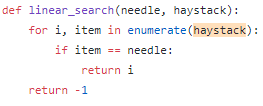 def linear_search(needle, haystack):
    for i, item in enumerate(haystack):
        if item == needle:
            return i
    return -1